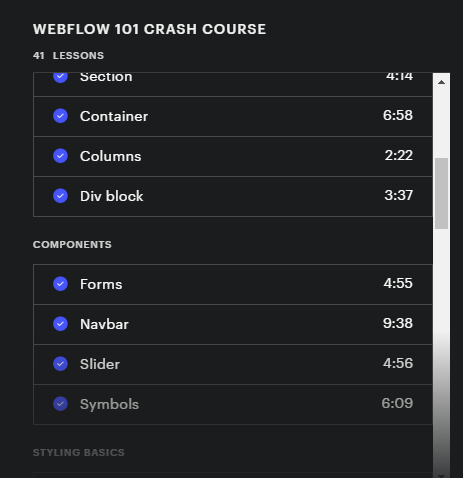 WEBFLOW 101 CRASH COURSE
41 LESSONS
Section 4:14
Container 6:58
Columns 2:22
Div block 3:37
COMPONENTS
Forms 4:55
Navbar 9:38
Slider 4:56
Symbols 6:09
STYLING BASICS